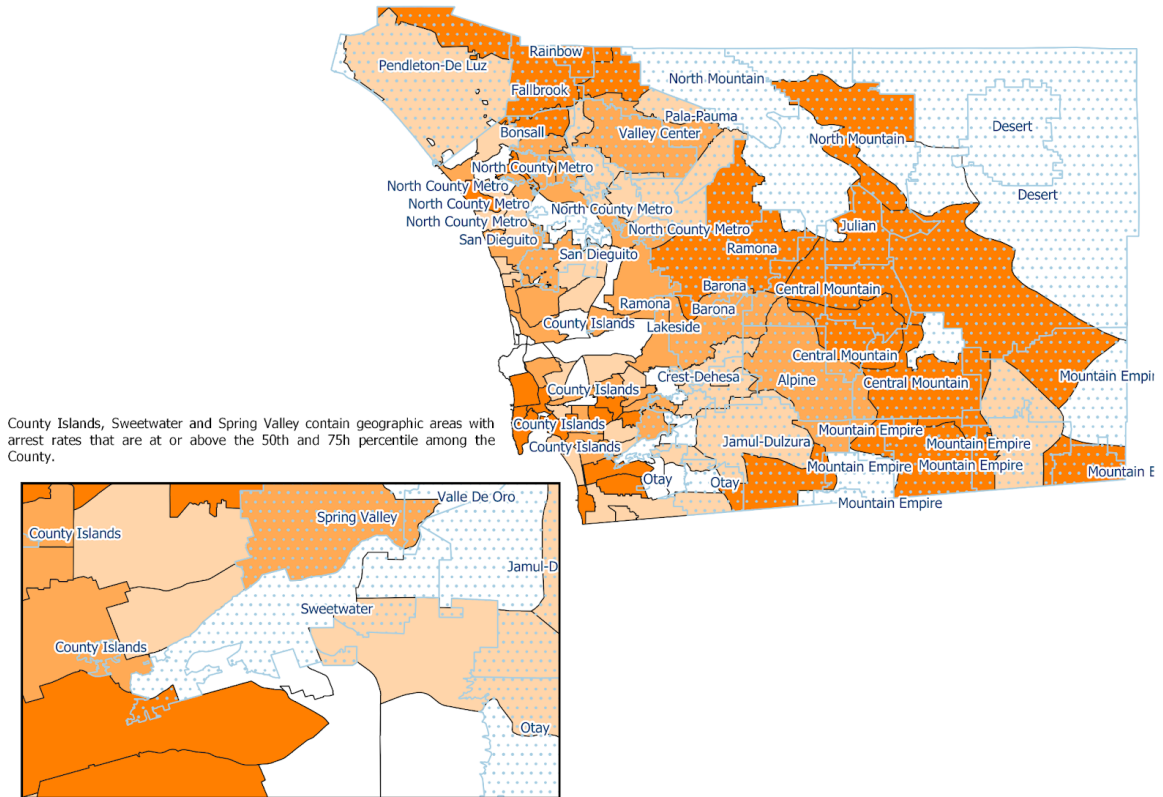 Rainbow
Pendleton-De Luz
North Mountain
Fallbrook
Pala-Pauma
Desert
Bonsall
Valley Center
North Mountain
North County Metro
North County Metro
Desert
North County Metro
North County Metro
North County Metro
North County Metro
Julian
San Dieguito
Ramona
San Dieguito
Barona
Central Mountain
Ramona
Barona
County Islands
Lakeside
Central Mountain
Crest-Dehesa
Alpine
Mountain Empir
County Islands
Central Mountain
County Islands, Sweetwater and Spring Valley contain geographic areas with
arrest rates that are at or above the 50th and 75h percentile among the
County.
County Islands
Mountain Empire
County Islands
Jamul-Dulzura
Mountain Empire
Mountain Empire
Mountain Empire
Mountain E
Otay
Otay
Mountain Empire
Valle De Oro
Spring Valley
County Islands
Jamul-D
Sweetwater
County Islands
Otay